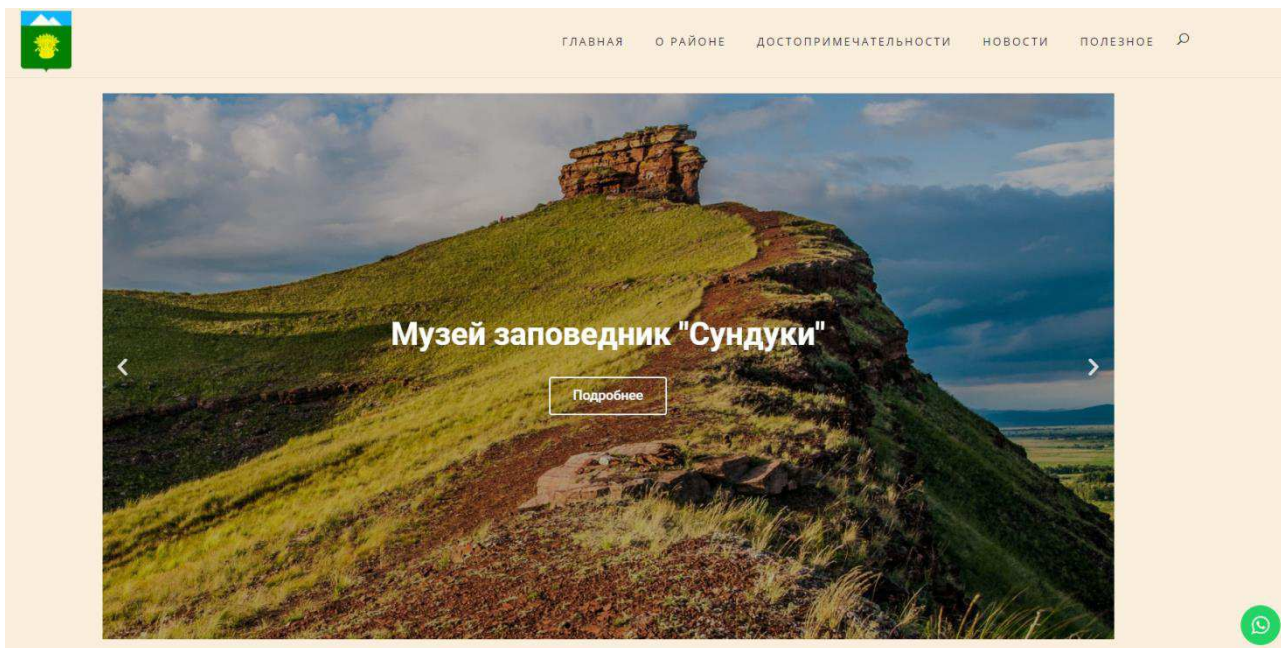 ГЛАВНАЯ О РАЙОНЕ ДОСТОПРИМЕЧАТЕЛЬНОСТИ НОВОСТИ ПОЛЕЗНОЕ
Музей заповедник "Сундуки"
Подробнее